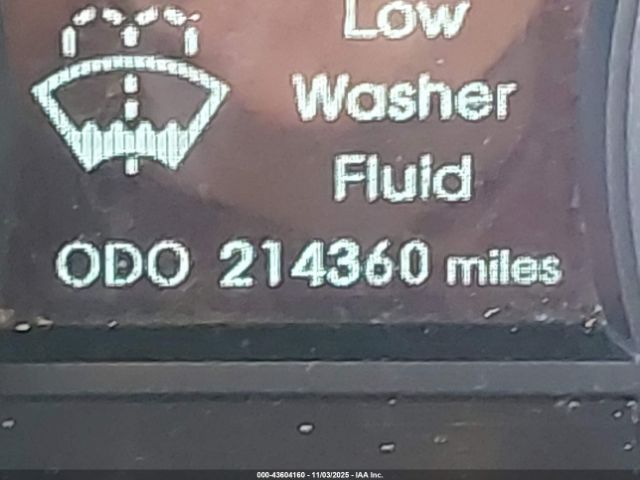 Low
Washer
Fluid
ODO 214360 miles
000-43604160 - 11/03/2025 - IAA Inc.